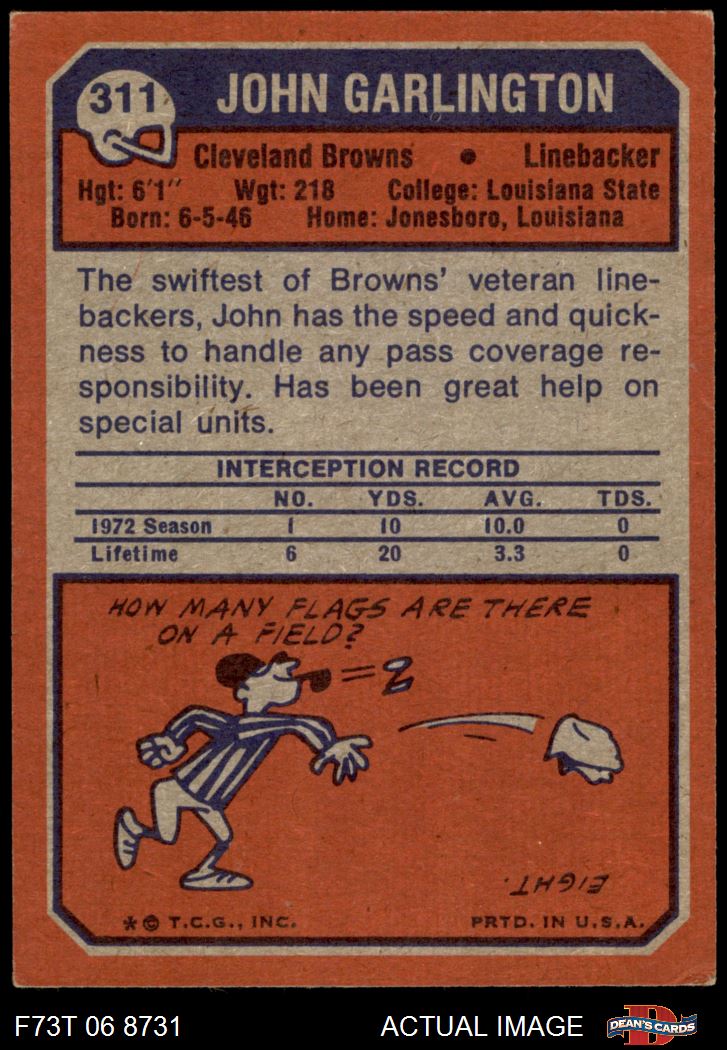 311
JOHN GARLINGTON
Cleveland Browns • Linebacker
Hgt: 6'1" Wgt: 218 College: Louisiana State
Born: 6-5-46 Home: Jonesboro, Louisiana
The swiftest of Browns' veteran line-
backers, John has the speed and quick-
ness to handle any pass coverage re-
sponsibility. Has been great help on
special units.
INTERCEPTION RECORD
NO. YDS. AVG. TDS.
1972 Season 1 10 10.0 0
Lifetime 6 20 3.3 0
HOW MANY FLAGS ARE THERE
ON A FIELD?
EIGHT.
* © T.C.G., INC. PRTD. IN U.S.A.
F73T 06 8731 ACTUAL IMAGE
D
DEAN'S CARDS